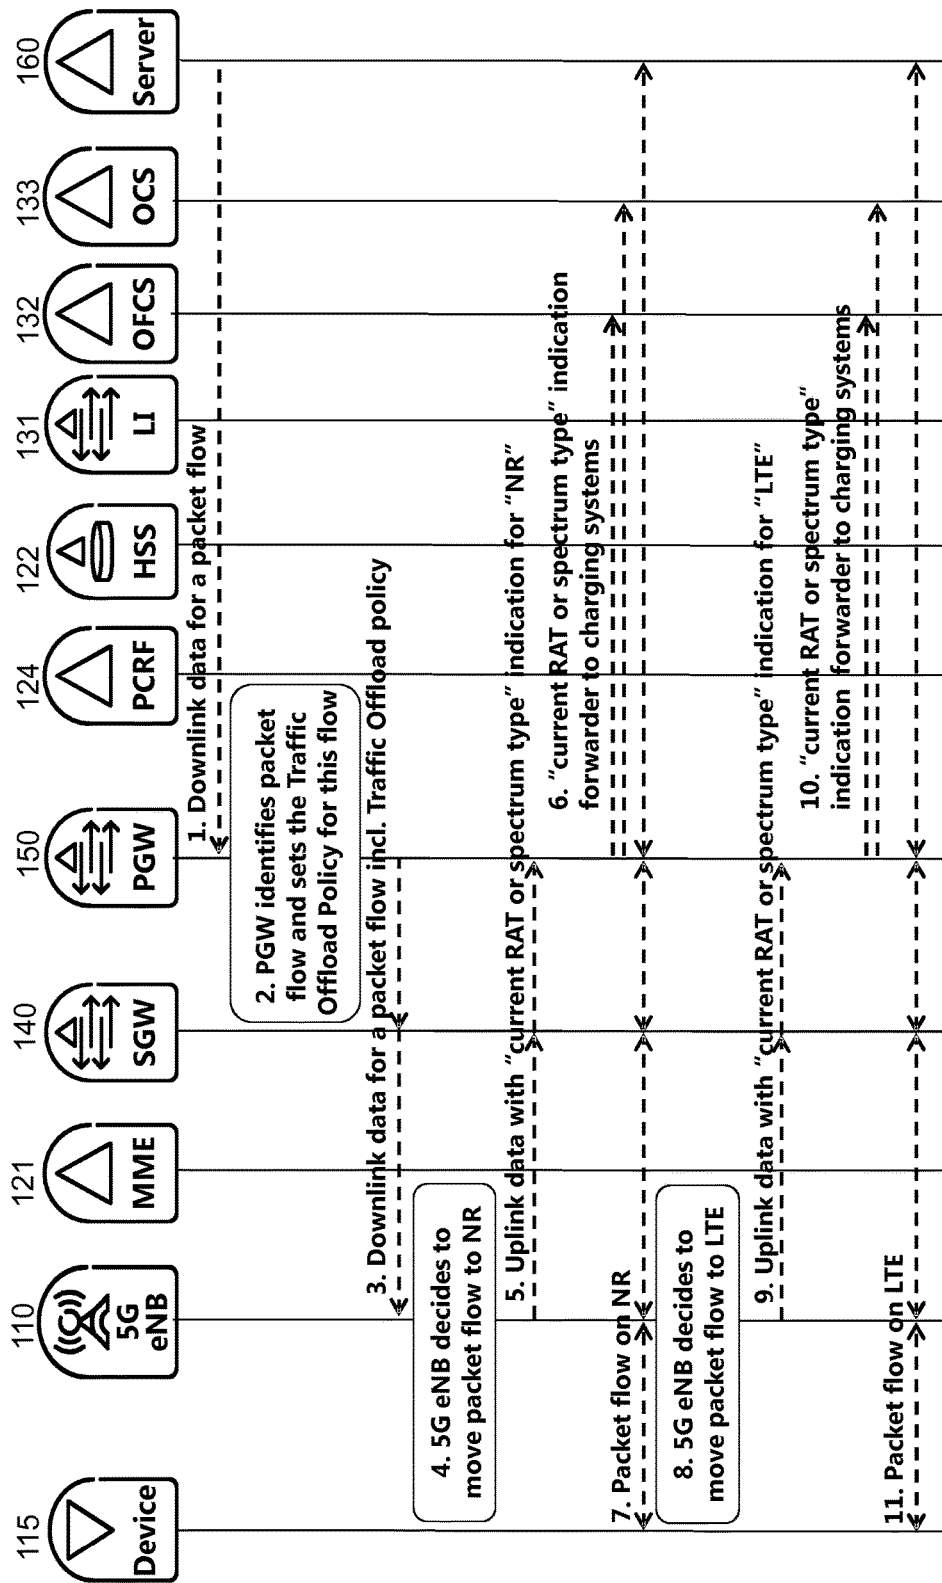 115
110
121
140
150
124
122
131
132
133
160
Device
5G
eNB
MME
SGW
PGW
PCRF
HSS
LI
OFCS
OCS
Server
1. Downlink data for a packet flow
2. PGW identifies packet
flow and sets the Traffic
Offload Policy for this flow
3. Downlink data for a packet flow incl. Traffic Offload policy
4. 5G eNB decides to
move packet flow to NR
5. Uplink data with “current RAT or spectrum type” indication for “NR”
6. “current RAT or spectrum type” indication
forwarder to charging systems
7. Packet flow on NR
8. 5G eNB decides to
move packet flow to LTE
9. Uplink data with “current RAT or spectrum type” indication for “LTE”
10. “current RAT or spectrum type”
indication forwarder to charging systems
11. Packet flow on LTE